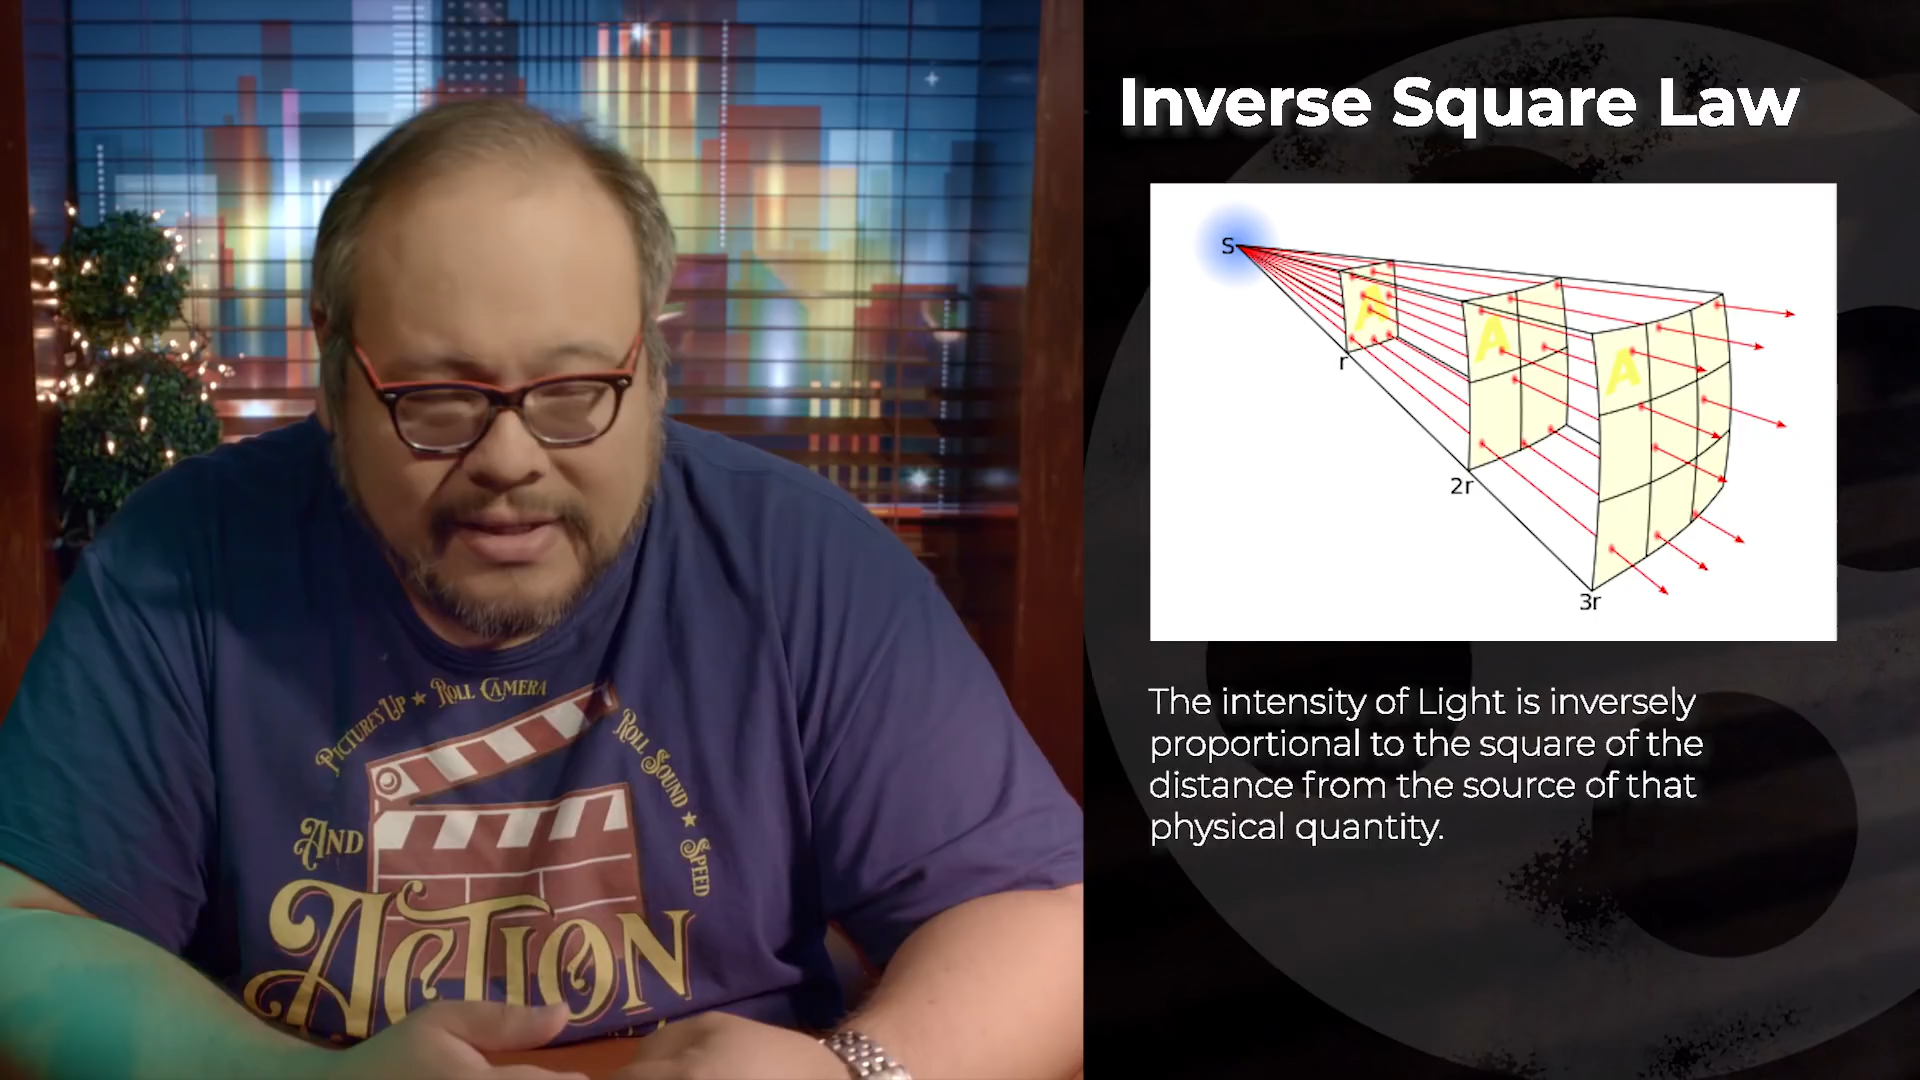 Inverse Square Law
S
A
A
A
r
2r
3r
The intensity of Light is inversely
proportional to the square of the
distance from the source of that
physical quantity.
Pictures Up ★ Roll Camera
Roll Sound ★ Speed
And
Action